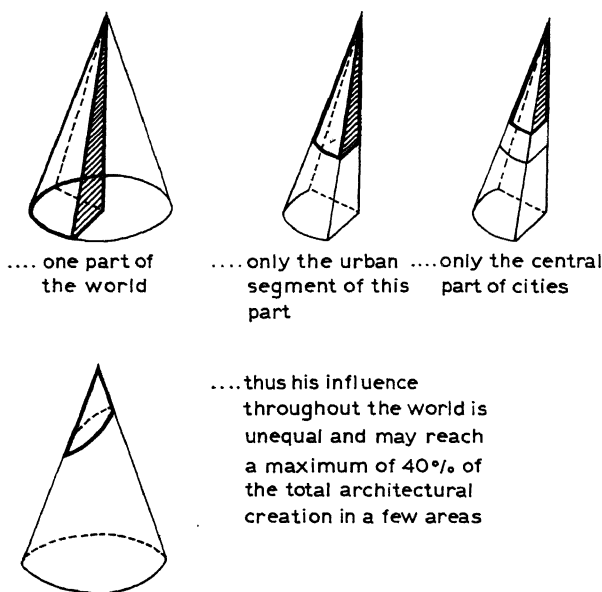 .... one part of
the world
.... only the urban
segment of this
part
.... only the central
part of cities
.... thus his influence
throughout the world is
unequal and may reach
a maximum of 40% of
the total architectural
creation in a few areas